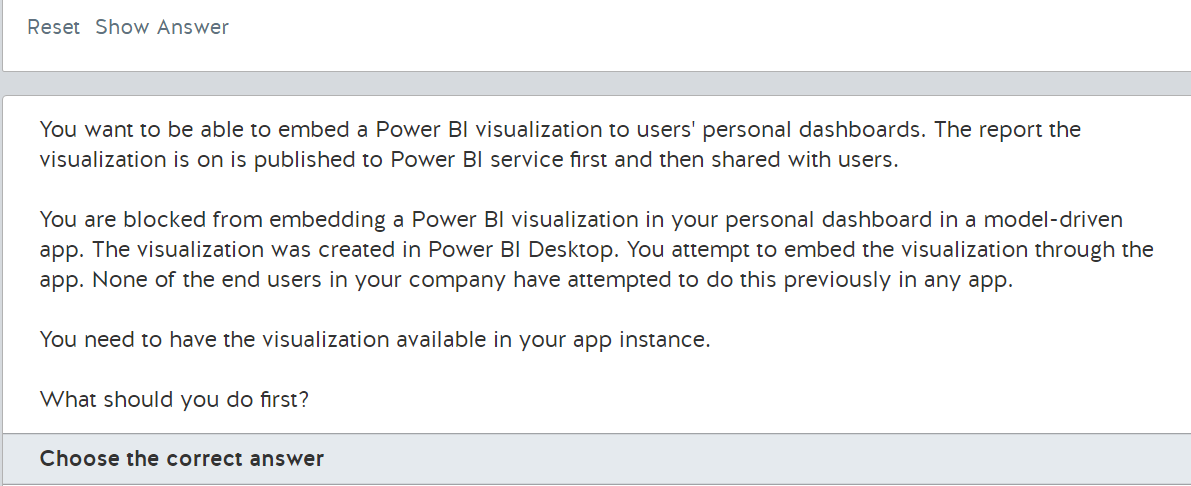 Reset Show Answer
You want to be able to embed a Power BI visualization to users' personal dashboards. The report the
visualization is on is published to Power BI service first and then shared with users.
You are blocked from embedding a Power BI visualization in your personal dashboard in a model-driven
app. The visualization was created in Power BI Desktop. You attempt to embed the visualization through the
app. None of the end users in your company have attempted to do this previously in any app.
You need to have the visualization available in your app instance.
What should you do first?
Choose the correct answer